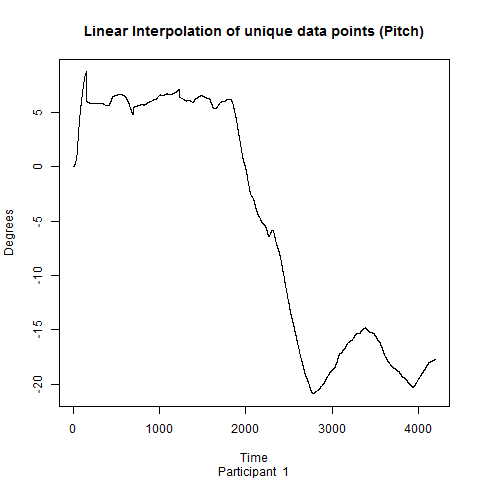 Linear Interpolation of unique data points (Pitch)
Degrees
5
0
-5
-10
-15
-20
0 1000 2000 3000 4000
Time
Participant 1